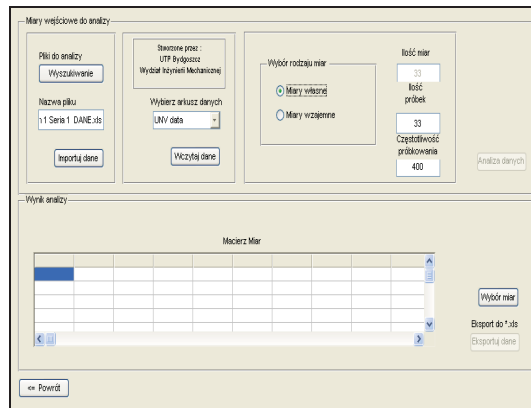 Miary wejściowe do analizy
Pliki do analizy
Wyszukiwanie
Nazwa pliku
1.1 Seria 1 DANE.xls
Importuj dane
Stworzone przez :
UTP Bydgoszcz
Wydział Inżynierii Mechanicznej
Wybierz arkusz danych
UNV data
Wczytaj dane
Wybór rodzaju miar
Miary własne
Miary wzajemne
Ilość miar
33
Ilość
próbek
33
Częstotliwość
próbkowania
400
Analiza danych
Wynik analizy
Macierz Miar
Wybór miar
Eksport do *.xls
Eksportuj dane
<= Powrót